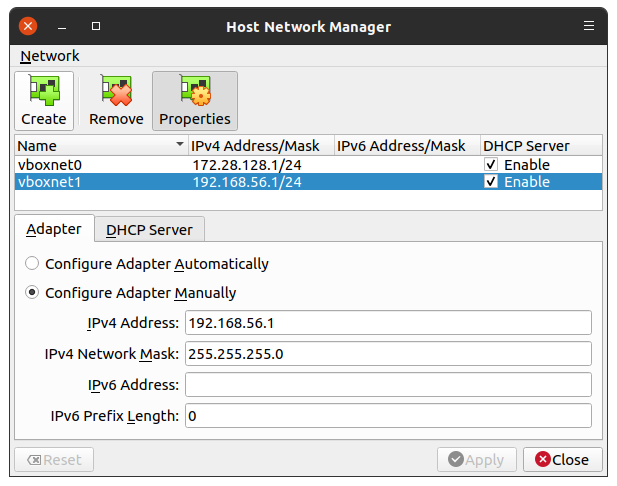 Host Network Manager
Network
Create Remove Properties
Name IPv4 Address/Mask IPv6 Address/Mask DHCP Server
vboxnet0 172.28.128.1/24 Enable
vboxnet1 192.168.56.1/24 Enable
Adapter DHCP Server
Configure Adapter Automatically
Configure Adapter Manually
IPv4 Address: 192.168.56.1
IPv4 Network Mask: 255.255.255.0
IPv6 Address:
IPv6 Prefix Length: 0
Reset Apply Close